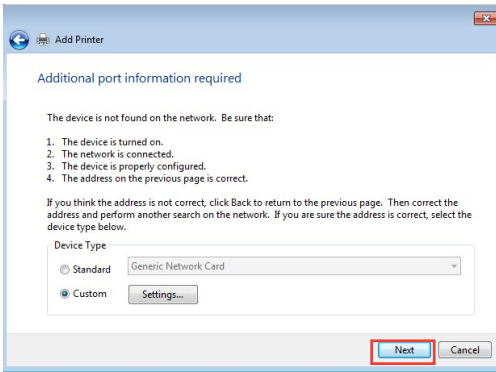 Add Printer
Additional port information required
The device is not found on the network. Be sure that:
1. The device is turned on.
2. The network is connected.
3. The device is properly configured.
4. The address on the previous page is correct.
If you think the address is not correct, click Back to return to the previous page. Then correct the
address and perform another search on the network. If you are sure the address is correct, select the
device type below.
Device Type
Standard
Generic Network Card
Custom
Settings...
Next
Cancel